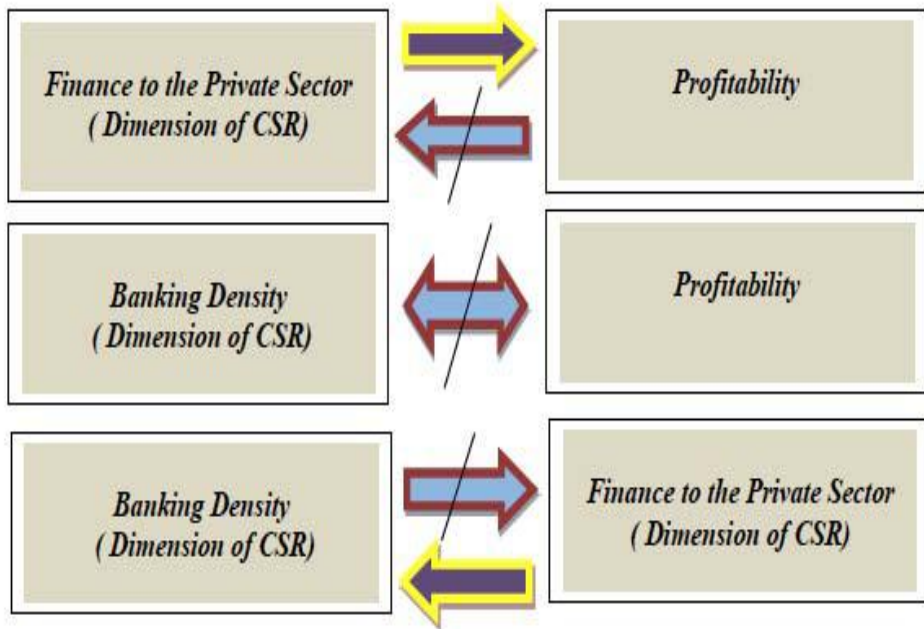 Finance to the Private Sector
( Dimension of CSR)
Profitability
Banking Density
( Dimension of CSR)
Profitability
Banking Density
( Dimension of CSR)
Finance to the Private Sector
( Dimension of CSR)